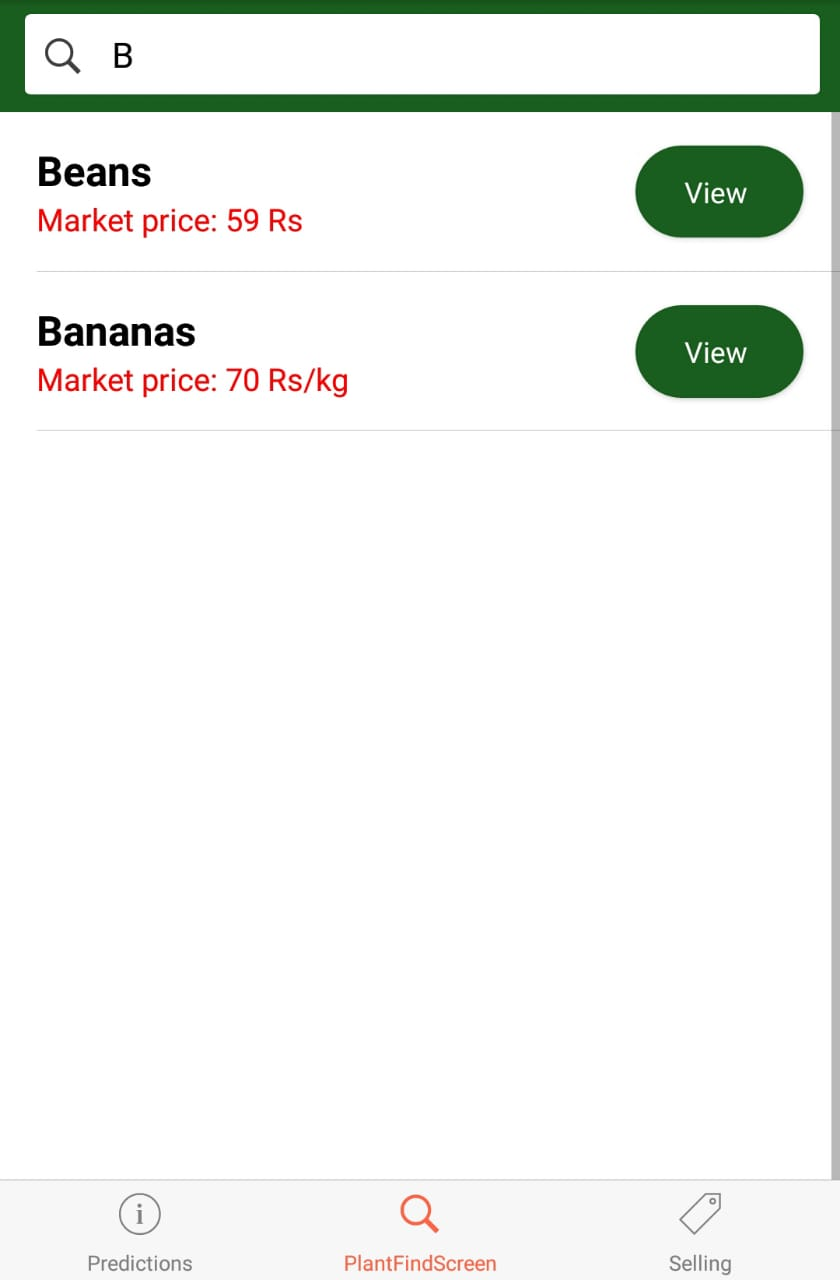 B
Beans
Market price: 59 Rs
View
Bananas
Market price: 70 Rs/kg
View
Predictions
PlantFindScreen
Selling